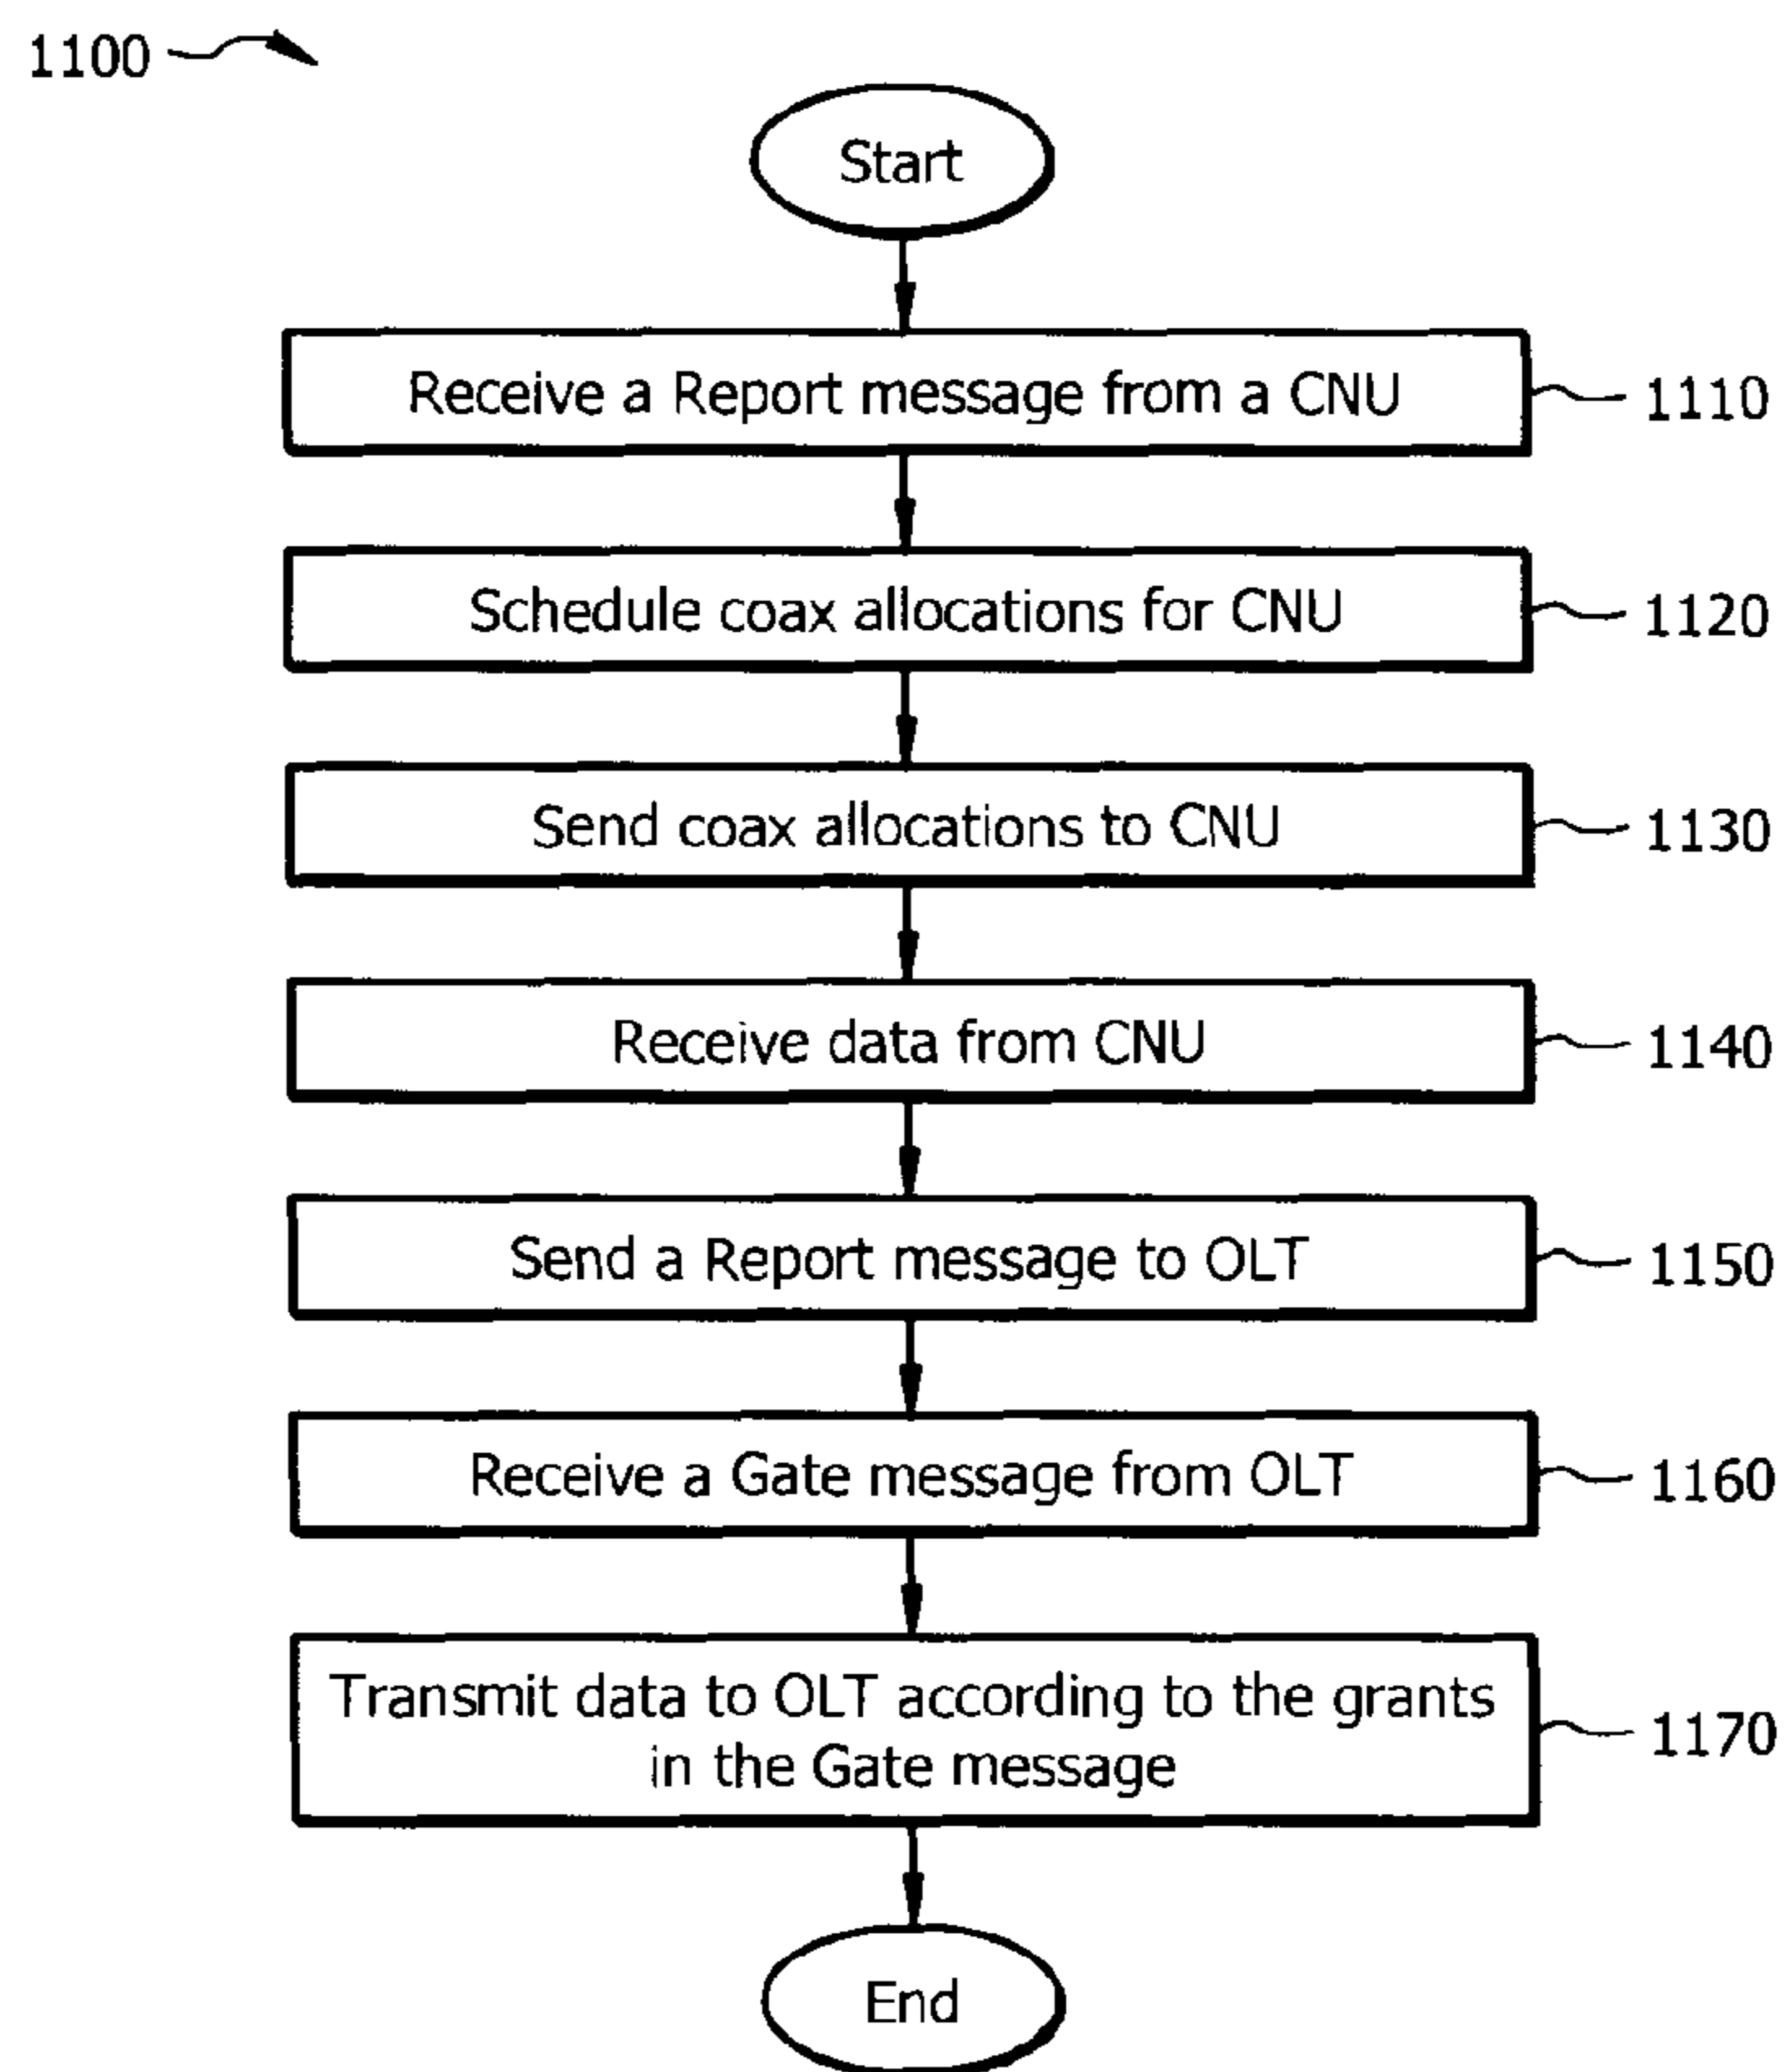 1100
Start
Receive a Report message from a CNU
1110
Schedule coax allocations for CNU
1120
Send coax allocations to CNU
1130
Receive data from CNU
1140
Send a Report message to OLT
1150
Receive a Gate message from OLT
1160
Transmit data to OLT according to the grants
in the Gate message
1170
End